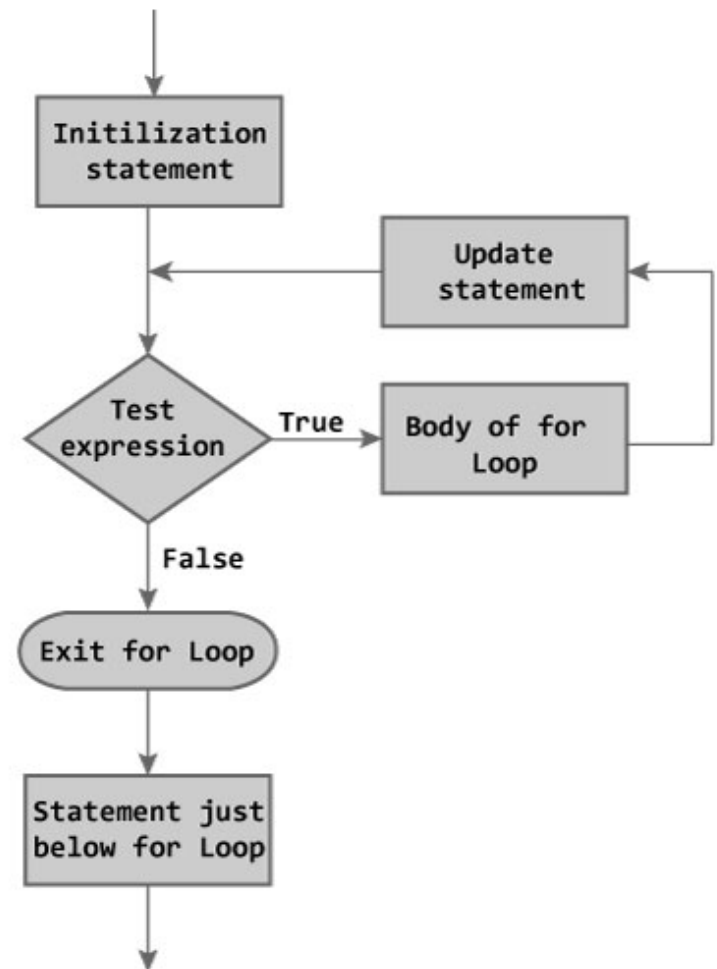 Initilization
statement
Update
statement
Test
expression
True
Body of for
Loop
False
Exit for Loop
Statement just
below for Loop